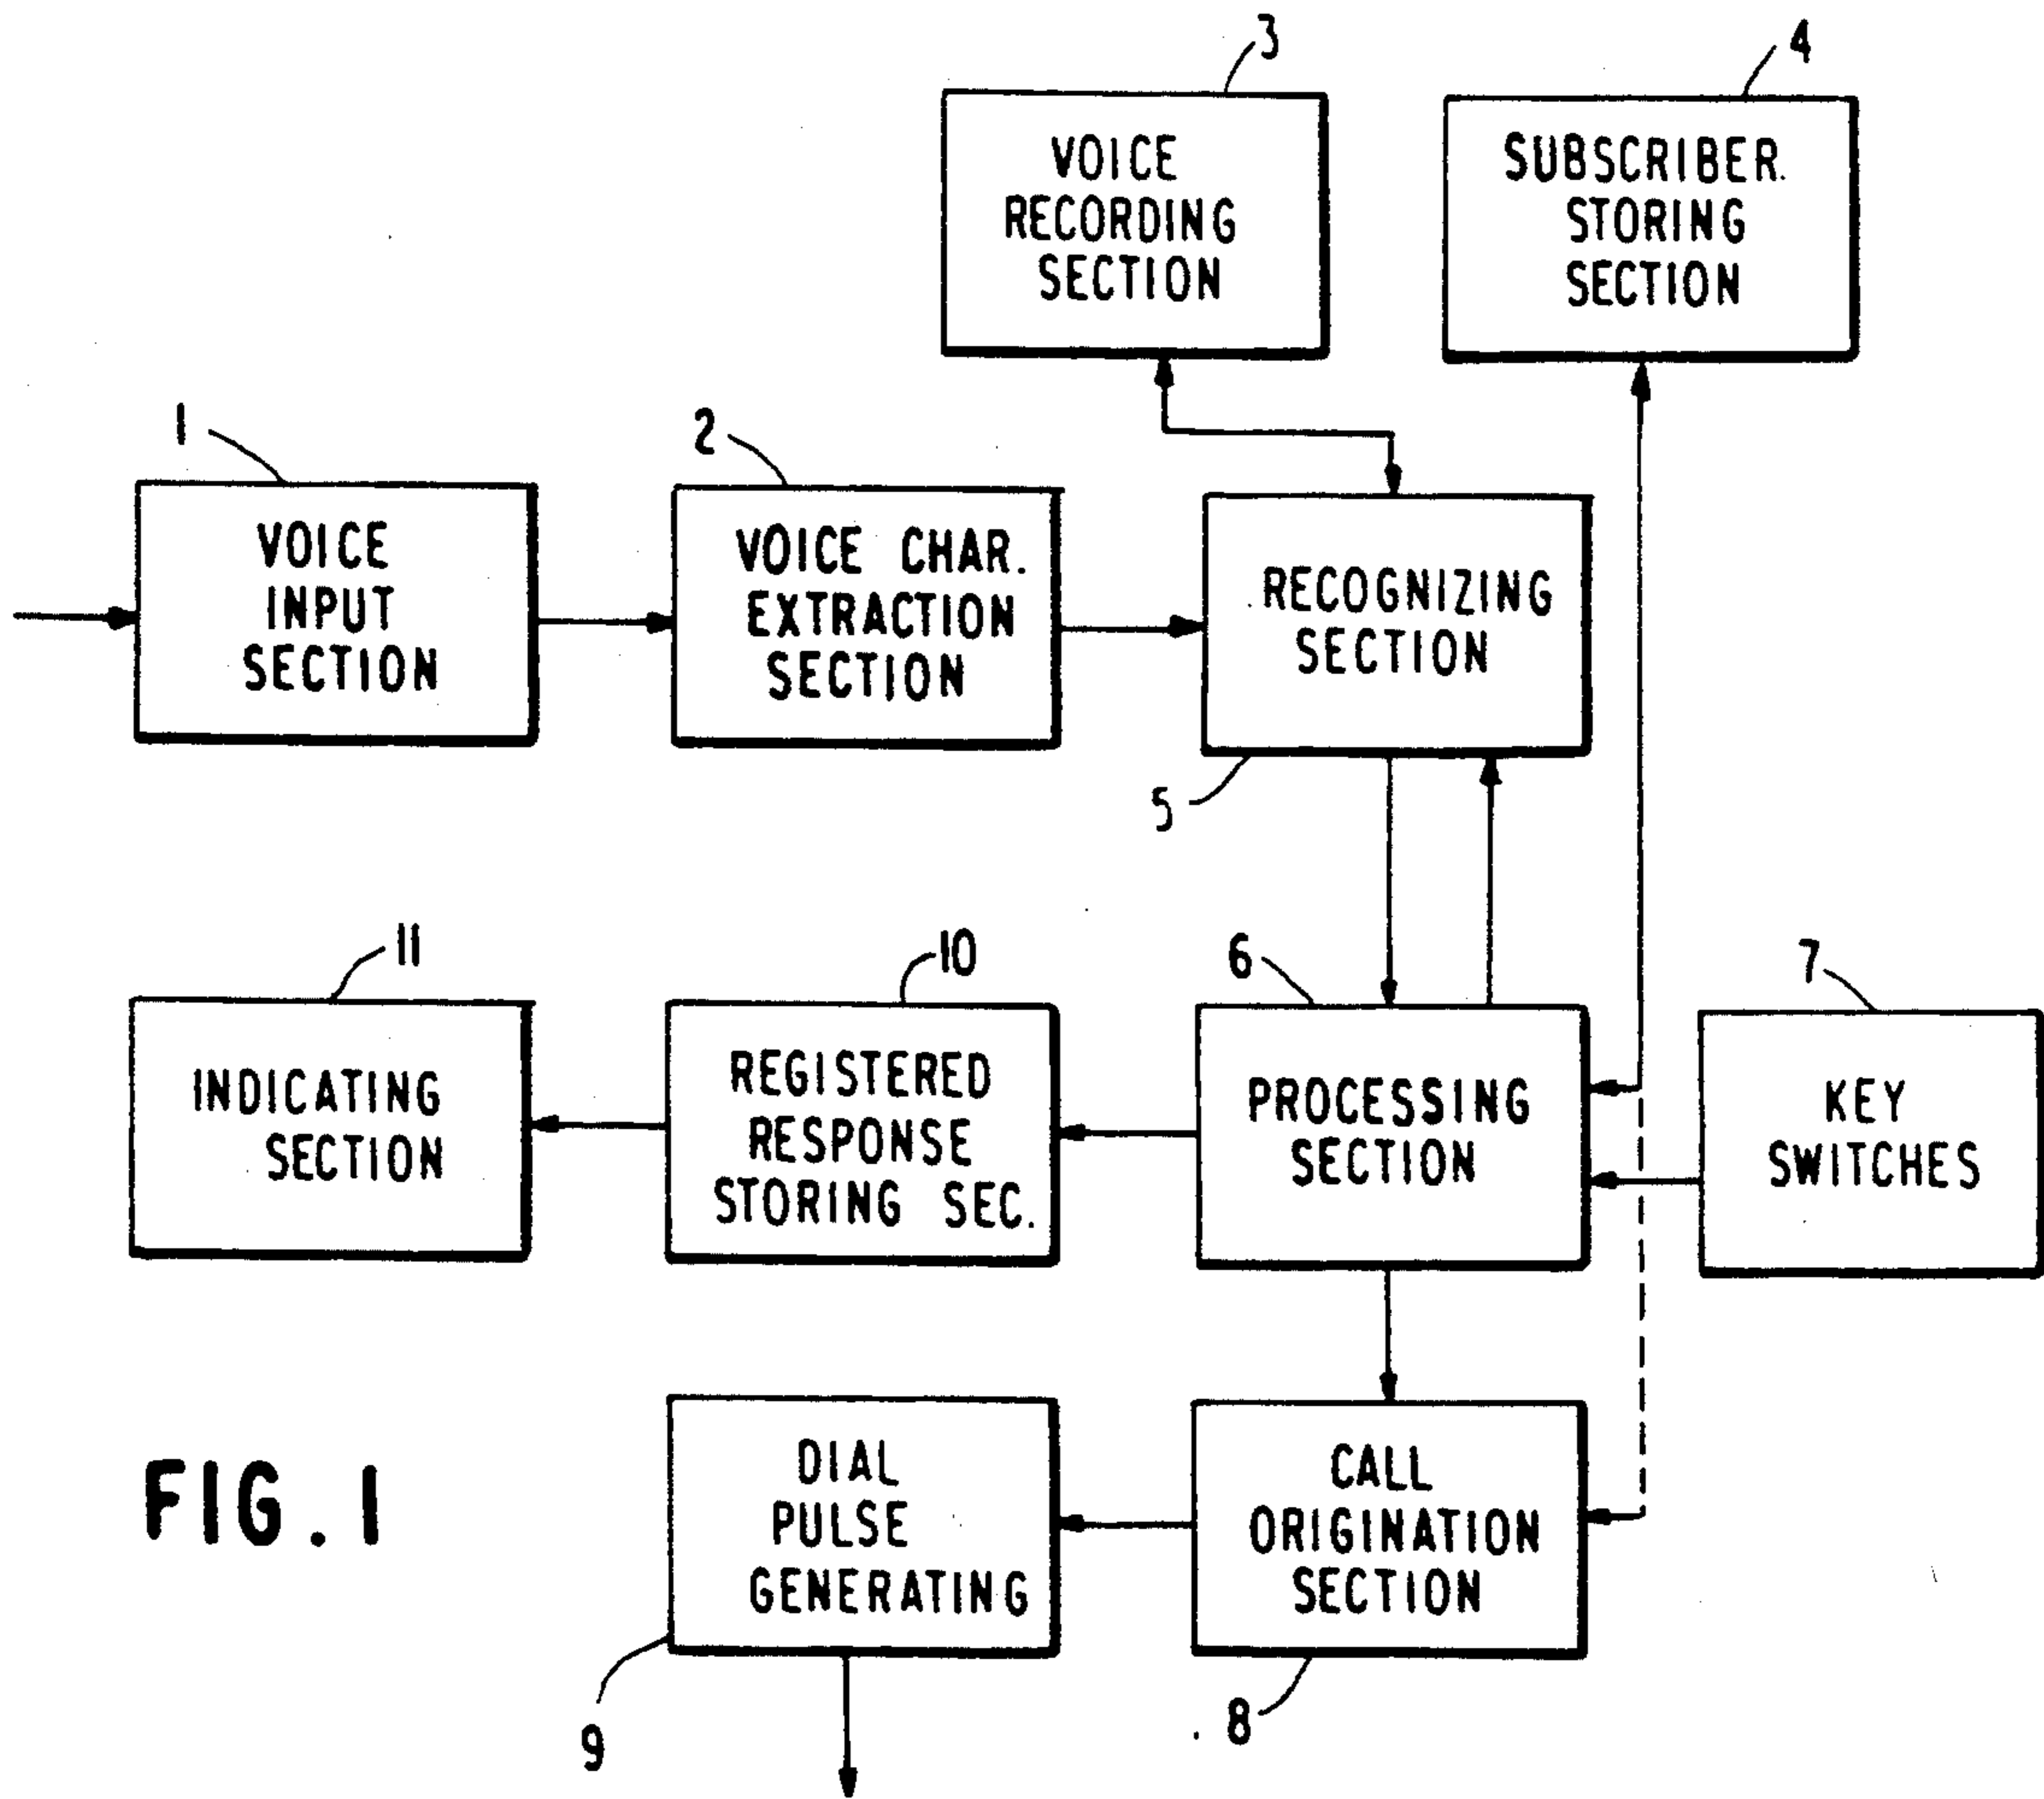 3
4
VOICE
RECORDING
SECTION
SUBSCRIBER.
STORING
SECTION
1
2
VOICE
INPUT
SECTION
VOICE CHAR.
EXTRACTION
SECTION
RECOGNIZING
SECTION
5
11
10
6
7
INDICATING
SECTION
REGISTERED
RESPONSE
STORING SEC.
PROCESSING
SECTION
KEY
SWITCHES
DIAL
PULSE
GENERATING
CALL
ORIGINATION
SECTION
FIG. 1
9
8